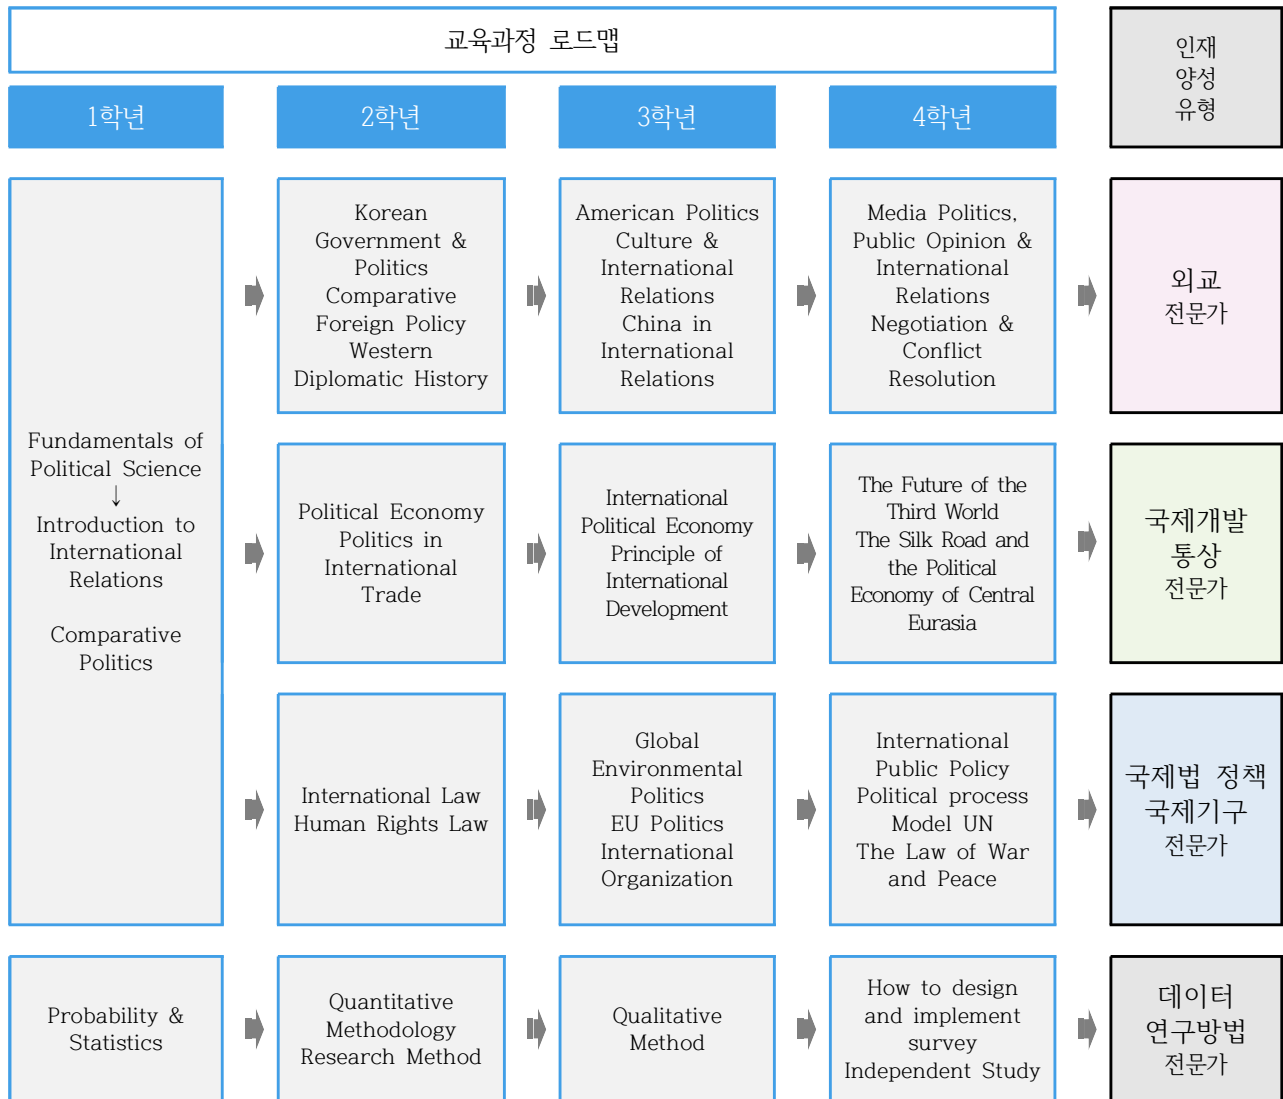 교육과정 로드맵
인재
양성
유형
1학년
2학년
3학년
4학년
Fundamentals of
Political Science
↓
Introduction to
International
Relations
Comparative
Politics
Korean
Government &
Politics
Comparative
Foreign Policy
Western
Diplomatic History
American Politics
Culture &
International
Relations
China in
International
Relations
Media Politics,
Public Opinion &
International
Relations
Negotiation &
Conflict
Resolution
외교
전문가
Political Economy
Politics in
International
Trade
International
Political Economy
Principle of
International
Development
The Future of the
Third World
The Silk Road and
the Political
Economy of Central
Eurasia
국제개발
통상
전문가
International Law
Human Rights Law
Global
Environmental
Politics
EU Politics
International
Organization
International
Public Policy
Political process
Model UN
The Law of War
and Peace
국제법 정책
국제기구
전문가
Probability &
Statistics
Quantitative
Methodology
Research Method
Qualitative
Method
How to design
and implement
survey
Independent Study
데이터
연구방법
전문가